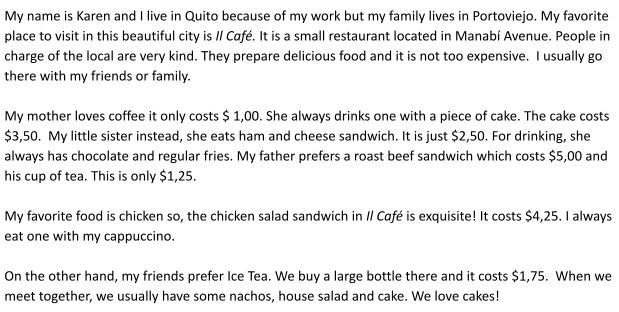 My name is Karen and I live in Quito because of my work but my family lives in Portoviejo. My favorite
place to visit in this beautiful city is Il Café. It is a small restaurant located in Manabí Avenue. People in
charge of the local are very kind. They prepare delicious food and it is not too expensive.  I usually go
there with my friends or family.

My mother loves coffee it only costs $ 1,00. She always drinks one with a piece of cake. The cake costs
$3,50.  My little sister instead, she eats ham and cheese sandwich. It is just $2,50. For drinking, she
always has chocolate and regular fries. My father prefers a roast beef sandwich which costs $5,00 and
his cup of tea. This is only $1,25.

My favorite food is chicken so, the chicken salad sandwich in Il Café is exquisite! It costs $4,25. I always
eat one with my cappuccino.

On the other hand, my friends prefer Ice Tea. We buy a large bottle there and it costs $1,75.  When we
meet together, we usually have some nachos, house salad and cake. We love cakes!